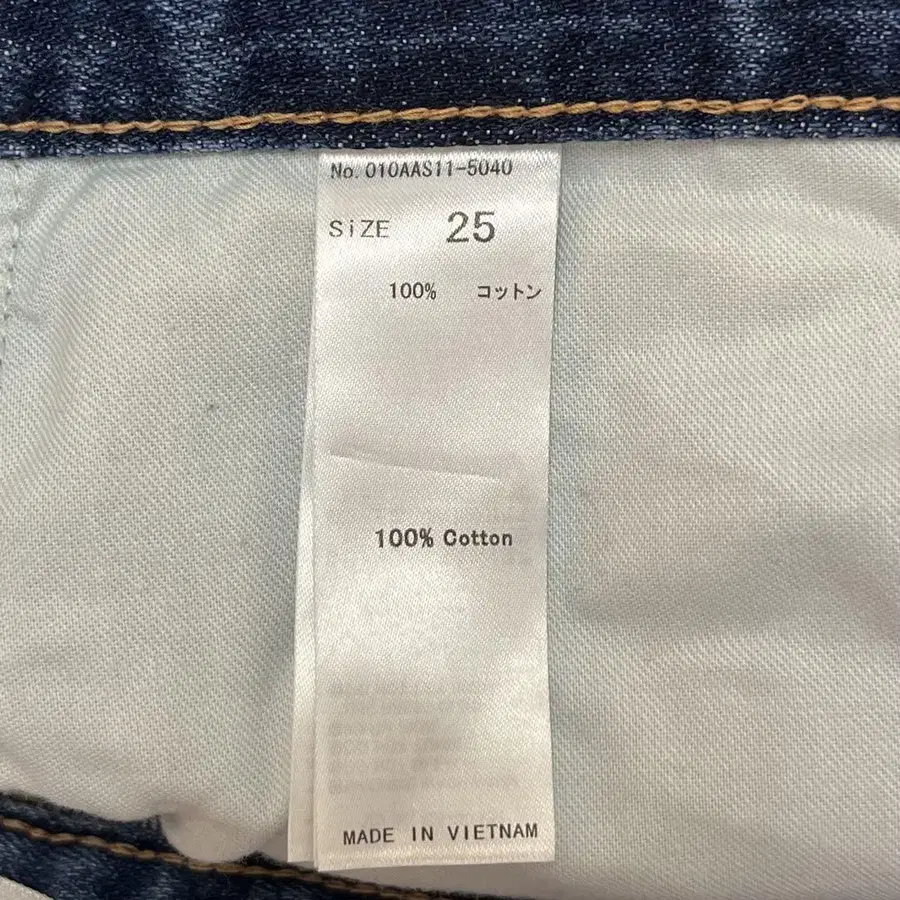 No. 010AAS11-5040
SiZE 25
100% コットン
100% Cotton
MADE IN VIETNAM